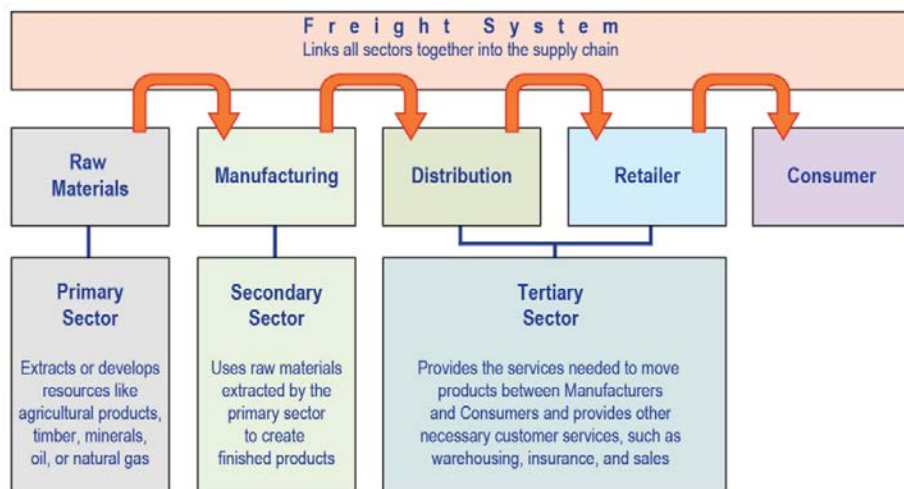 Freight System
Links all sectors together into the supply chain
Raw
Materials
Manufacturing
Distribution
Retailer
Consumer
Primary
Sector
Extracts or develops
resources like
agricultural products,
timber, minerals,
oil, or natural gas
Secondary
Sector
Uses raw materials
extracted by the
primary sector
to create
finished products
Tertiary
Sector
Provides the services needed to move
products between Manufacturers
and Consumers and provides other
necessary customer services, such as
warehousing, insurance, and sales